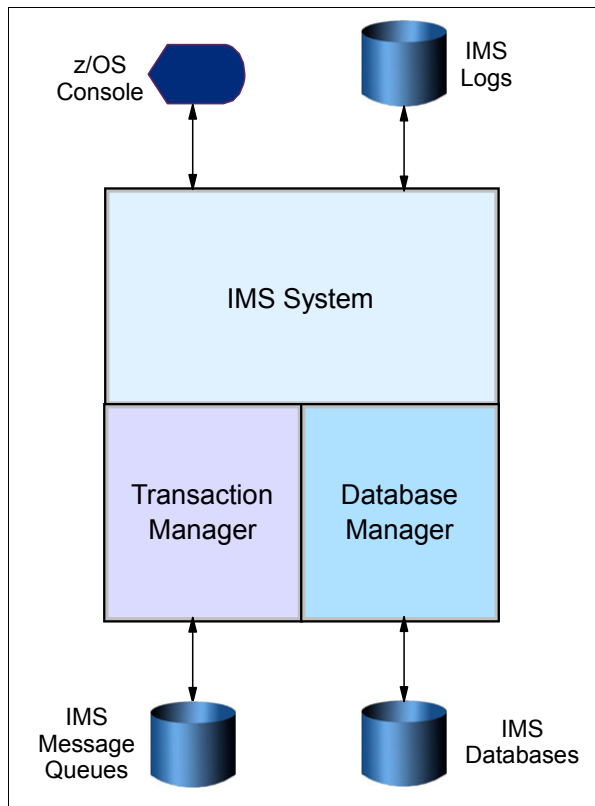 z/OS
Console
IMS
Logs
IMS System
Transaction
Manager
Database
Manager
IMS
Message
Queues
IMS
Databases